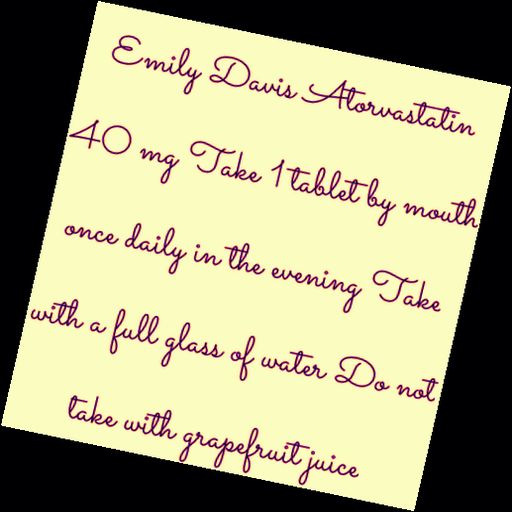 Emily Davis Atorvastatin
40 mg Take 1 tablet by mouth
once daily in the evening Take
with a full glass of water Do not
take with grapefruit juice